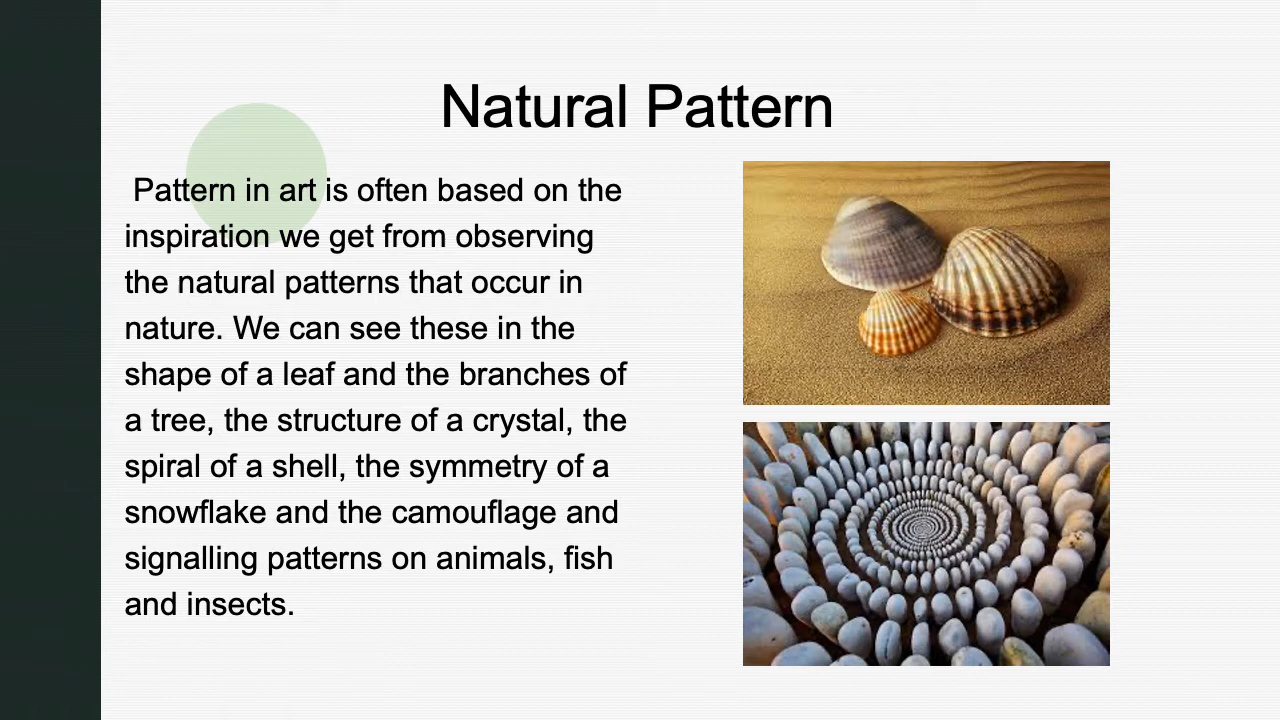 Natural Pattern
Pattern in art is often based on the
inspiration we get from observing
the natural patterns that occur in
nature. We can see these in the
shape of a leaf and the branches of
a tree, the structure of a crystal, the
spiral of a shell, the symmetry of a
snowflake and the camouflage and
signalling patterns on animals, fish
and insects.